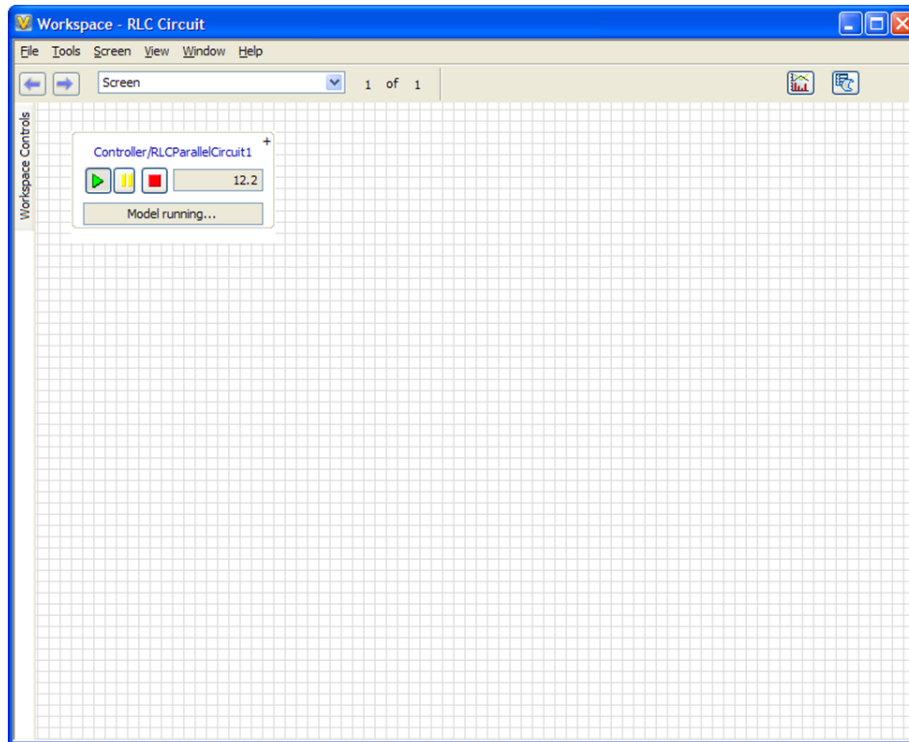 Workspace - RLC Circuit
File Tools Screen View Window Help
Screen 1 of 1
Workspace Controls
Controller/RLCParallelCircuit1 +
12.2
Model running...